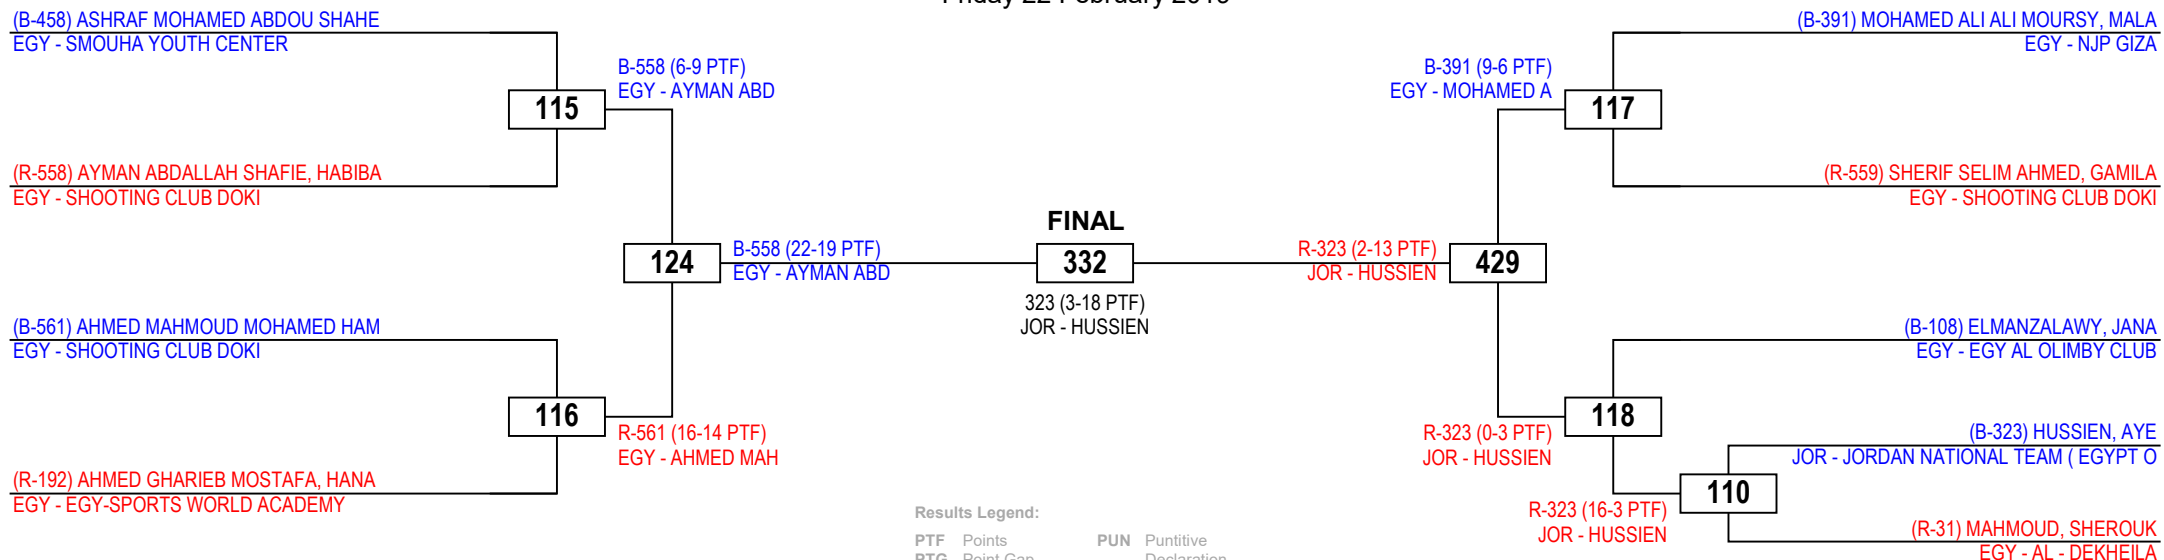 (B-458) ASHRAF MOHAMED ABDOU SHAHE
EGY - SMOUHA YOUTH CENTER
B-558 (6-9 PTF)
EGY - AYMAN ABD
115
(R-558) AYMAN ABDALLAH SHAFIE, HABIBA
EGY - SHOOTING CLUB DOKI
124
B-558 (22-19 PTF)
EGY - AYMAN ABD
(B-561) AHMED MAHMOUD MOHAMED HAM
EGY - SHOOTING CLUB DOKI
116
R-561 (16-14 PTF)
EGY - AHMED MAH
(R-192) AHMED GHARIEB MOSTAFA, HANA
EGY - EGY-SPORTS WORLD ACADEMY
FINAL
332
323 (3-18 PTF)
JOR - HUSSIEN
(B-391) MOHAMED ALI ALI MOURSY, MALA
EGY - NJP GIZA
B-391 (9-6 PTF)
EGY - MOHAMED A
117
(R-559) SHERIF SELIM AHMED, GAMILA
EGY - SHOOTING CLUB DOKI
R-323 (2-13 PTF)
JOR - HUSSIEN
429
(B-108) ELMANZALAWY, JANA
EGY - EGY AL OLIMBY CLUB
118
R-323 (0-3 PTF)
JOR - HUSSIEN
(B-323) HUSSIEN, AYE
JOR - JORDAN NATIONAL TEAM ( EGYPT O
110
R-323 (16-3 PTF)
JOR - HUSSIEN
(R-31) MAHMOUD, SHEROUK
EGY - AL - DEKHEILA
Results Legend:
PTF Points PUN Puntitive
PTG Point Gap Declaration